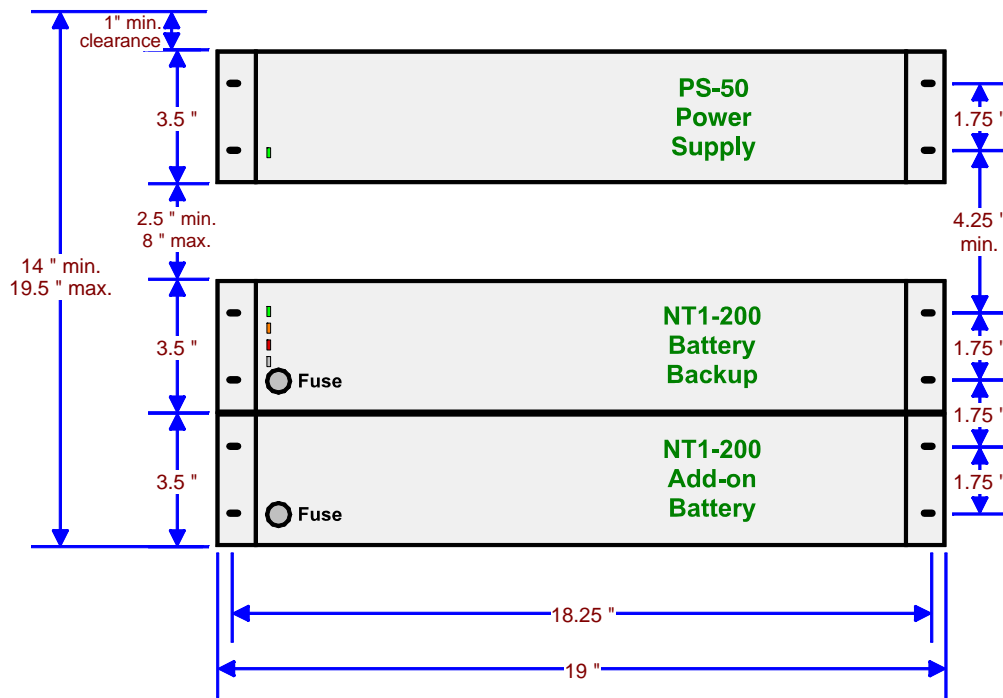 1" min.
clearance
3.5 "
PS-50
Power
Supply
1.75 "
2.5 " min.
8 " max.
4.25 "
min.
14 " min.
19.5 " max.
3.5 "
NT1-200
Battery
Backup
Fuse
1.75 "
1.75 "
3.5 "
NT1-200
Add-on
Battery
Fuse
1.75 "
18.25 "
19 "